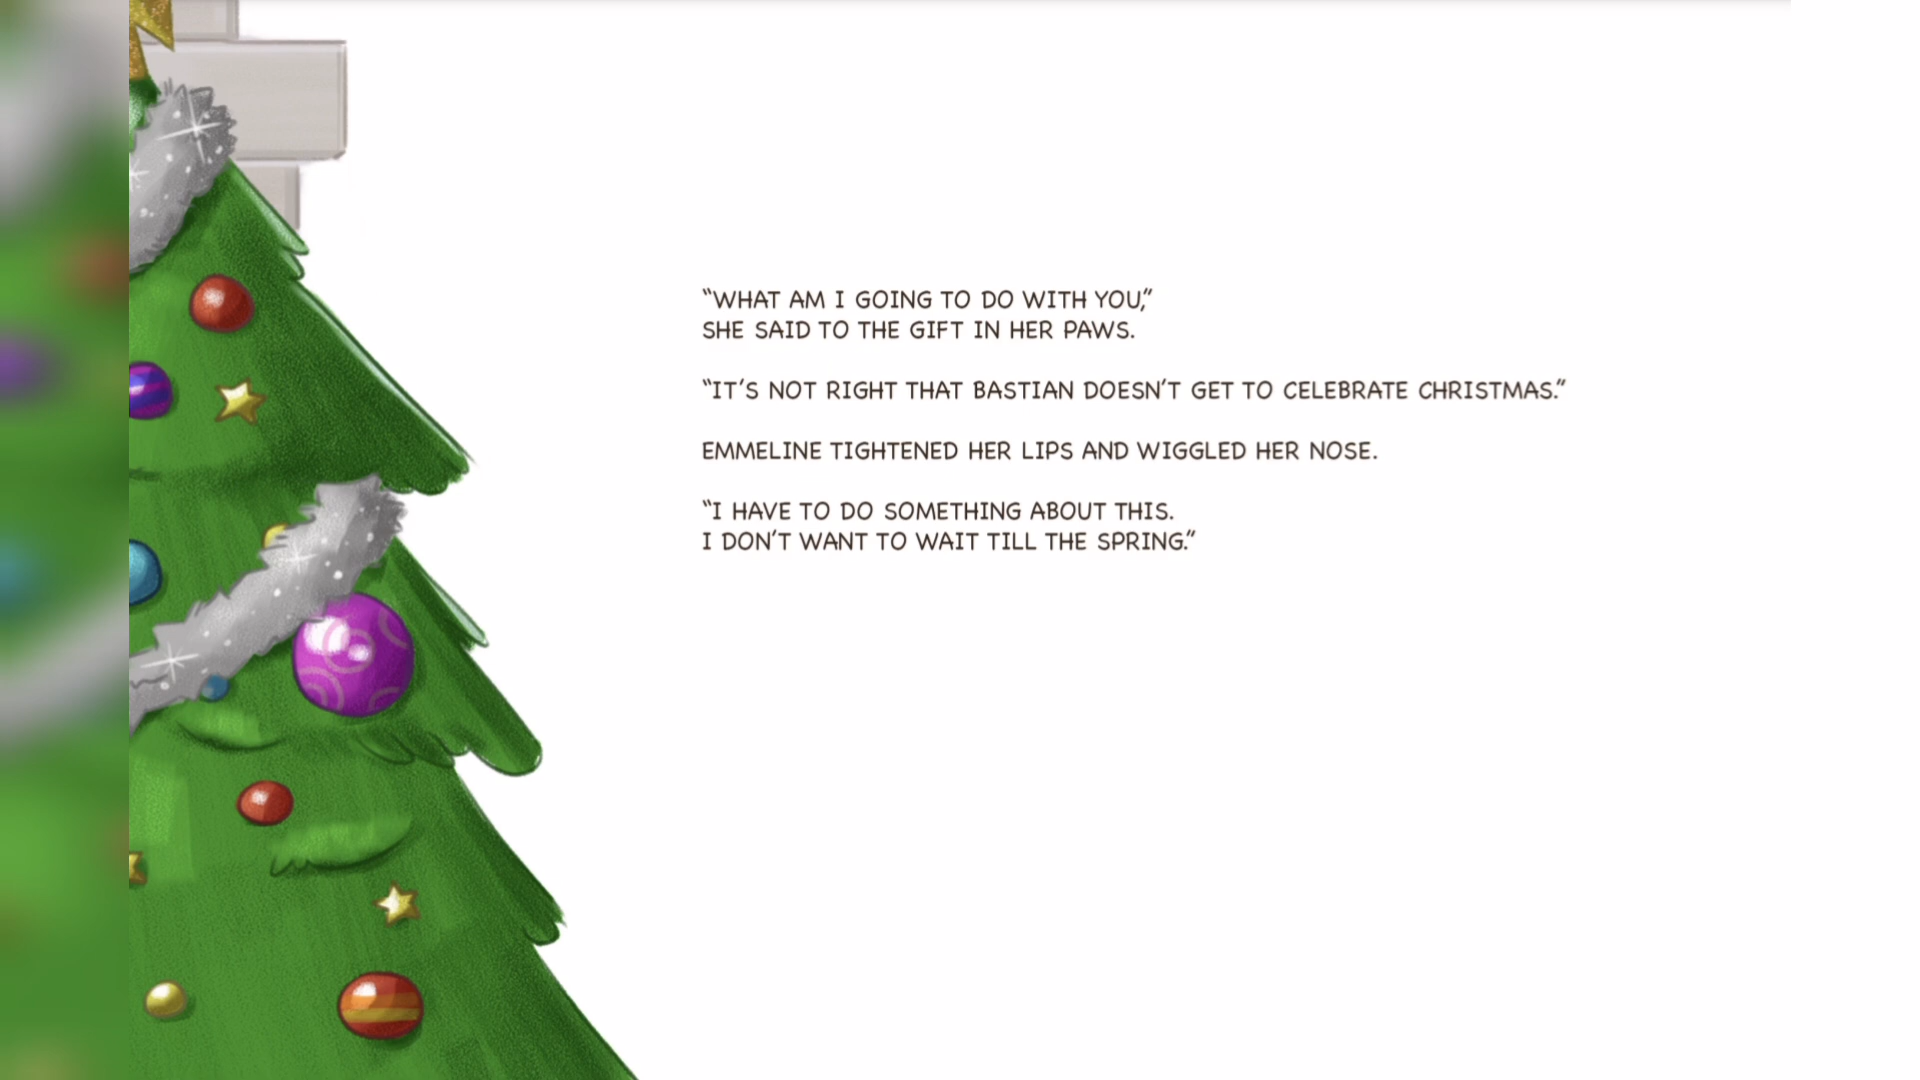 “WHAT AM I GOING TO DO WITH YOU,”
SHE SAID TO THE GIFT IN HER PAWS.
“IT’S NOT RIGHT THAT BASTIAN DOESN’T GET TO CELEBRATE CHRISTMAS.”
EMMELINE TIGHTENED HER LIPS AND WIGGLED HER NOSE.
“I HAVE TO DO SOMETHING ABOUT THIS.
I DON’T WANT TO WAIT TILL THE SPRING.”